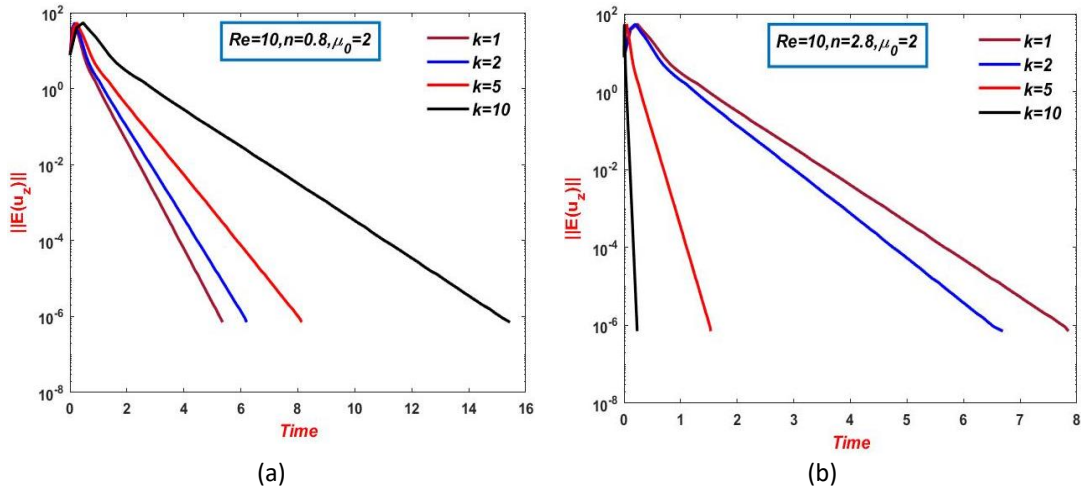 Re=10,n=0.8,μ0=2
k=1
k=2
k=5
k=10
10^2
10^0
10^-2
10^-4
10^-6
10^-8
||E(u_z)||
0 2 4 6 8 10 12 14 16
Time
(a)
Re=10,n=2.8,μ0=2
k=1
k=2
k=5
k=10
10^2
10^0
10^-2
10^-4
10^-6
10^-8
||E(u_z)||
0 1 2 3 4 5 6 7 8
Time
(b)